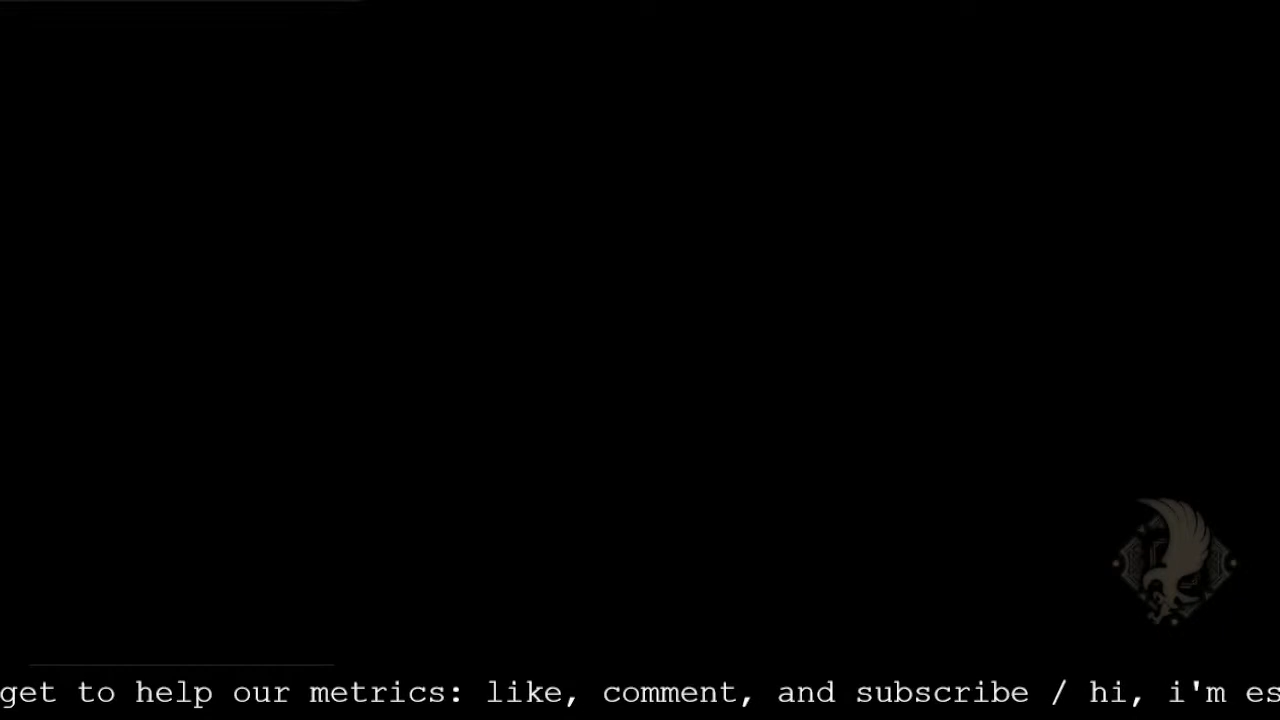 get to help our metrics: like, comment, and subscribe / hi, i'm es